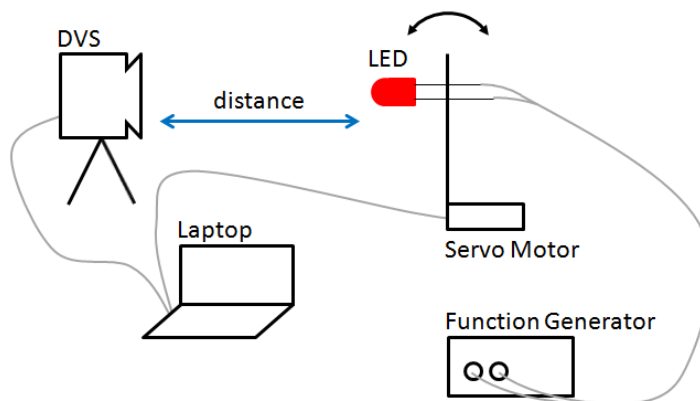 DVS
LED
distance
Laptop
Servo Motor
Function Generator